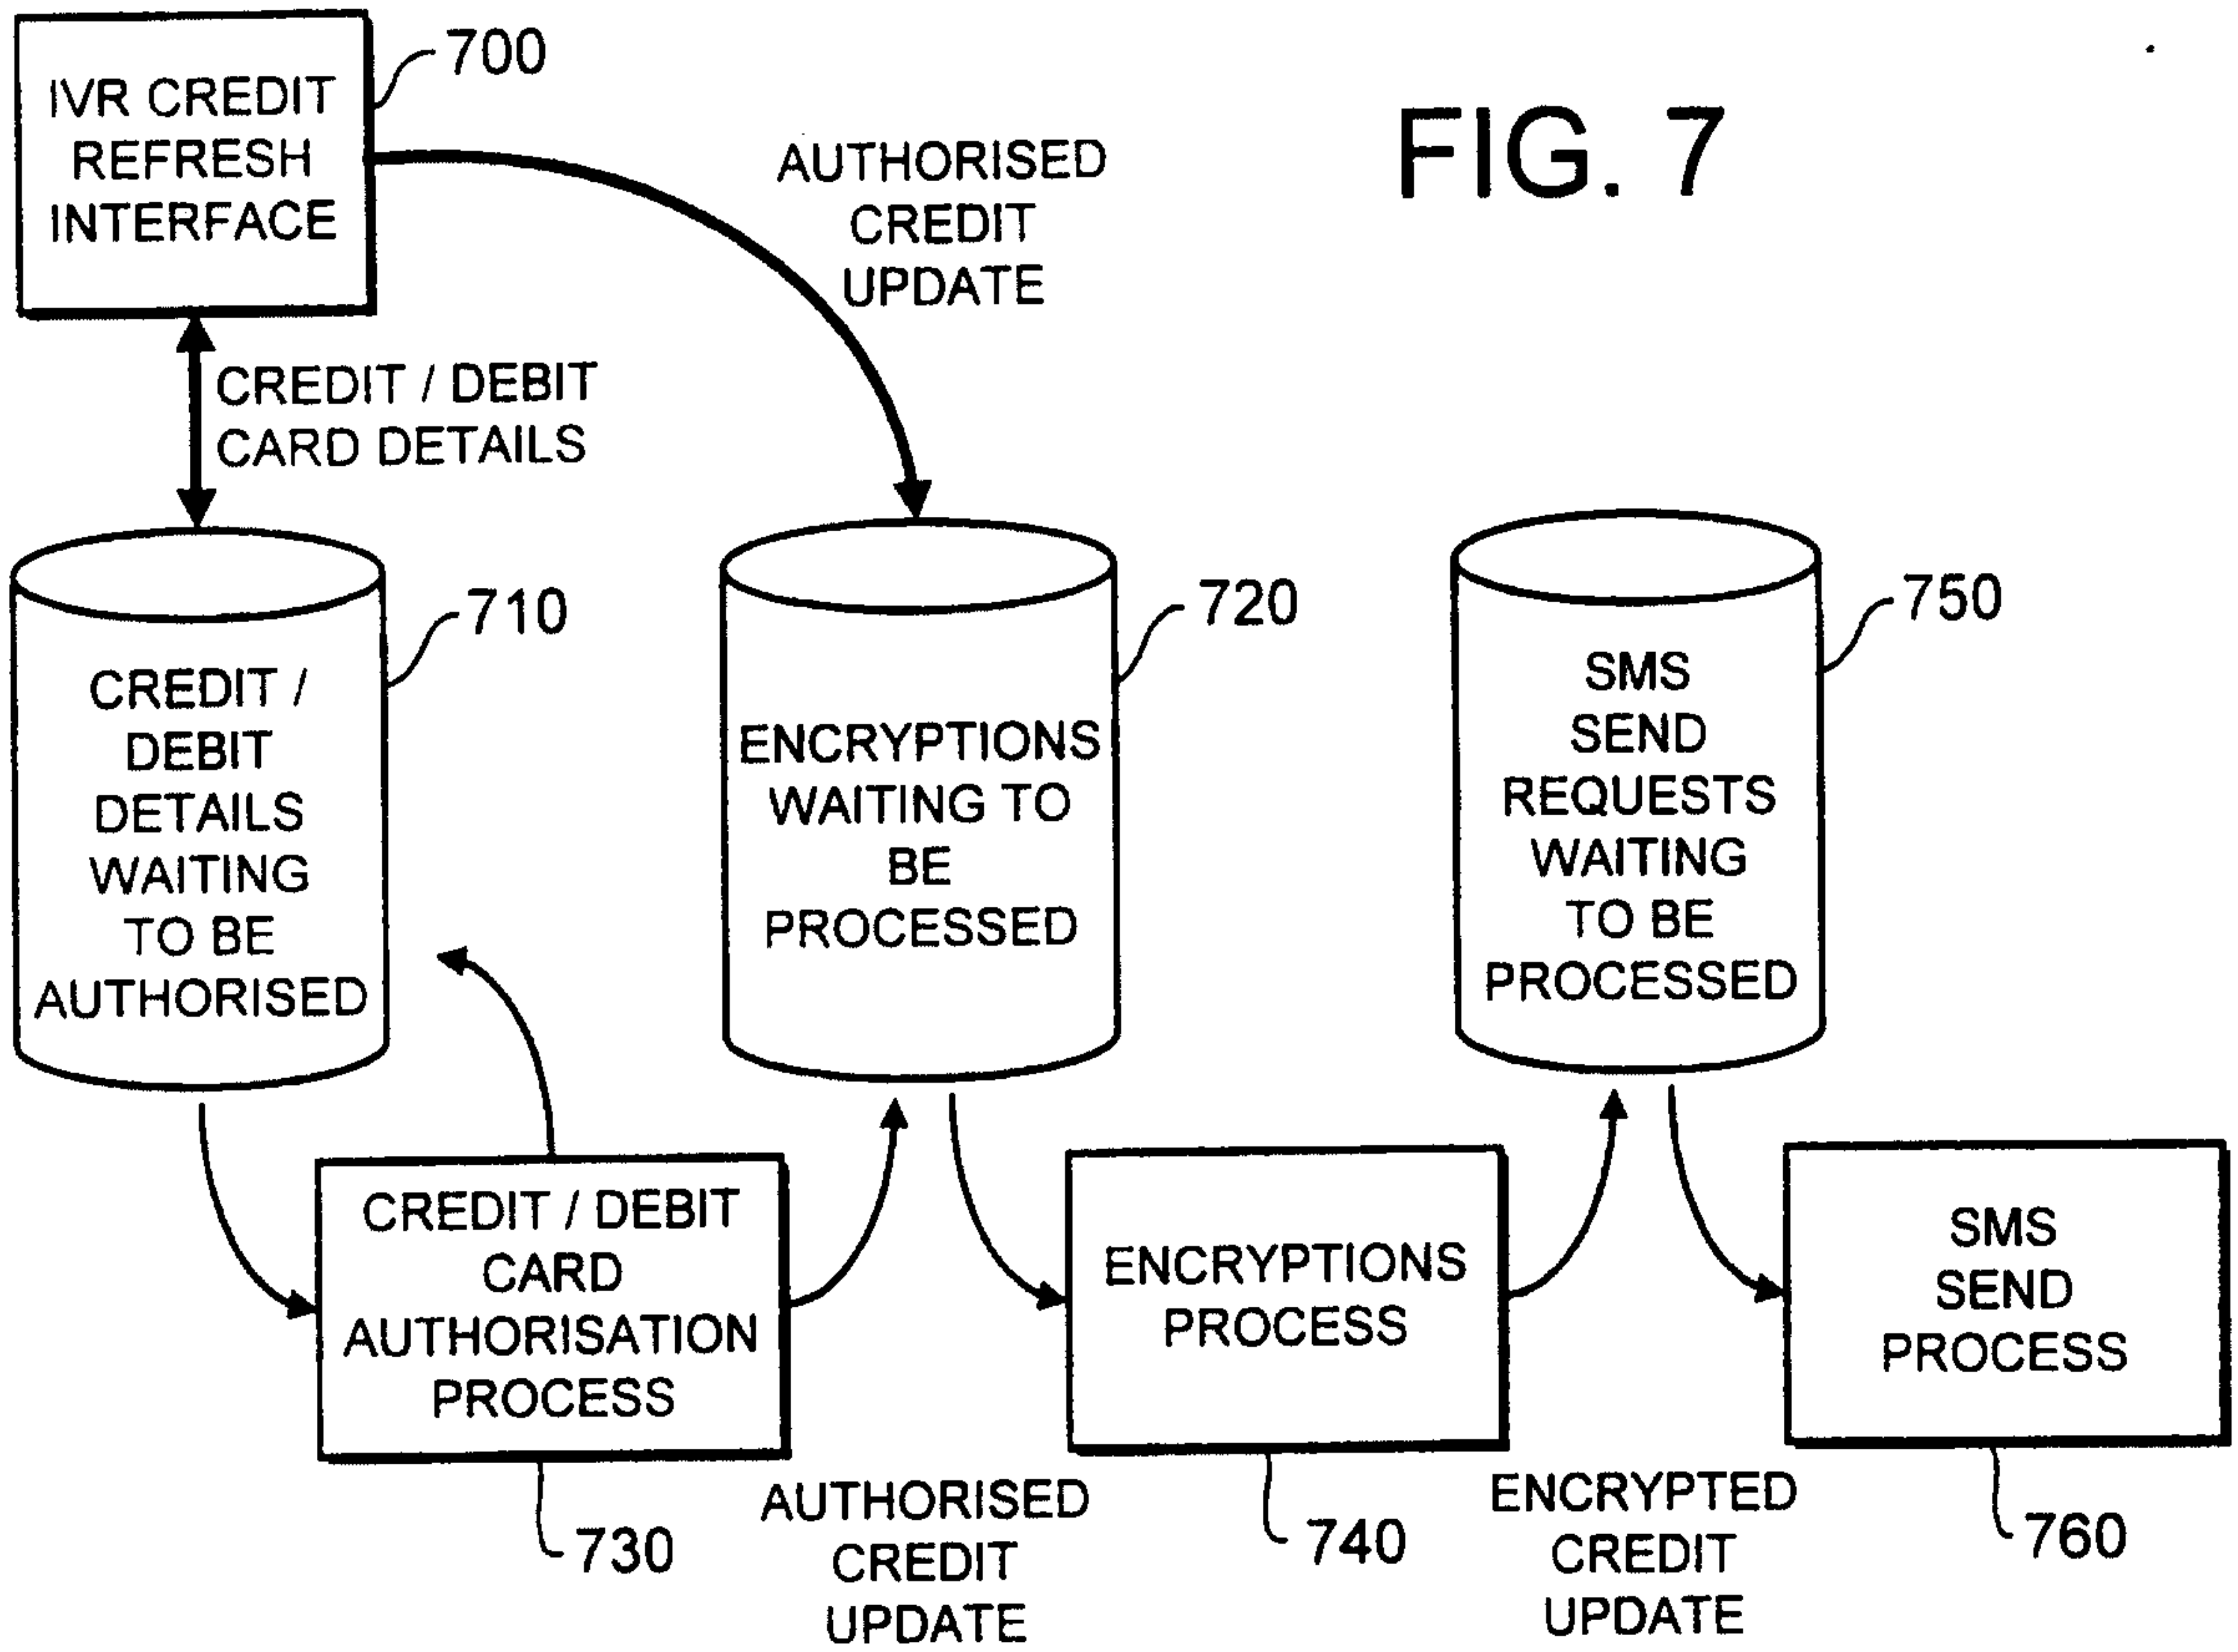 IVR CREDIT
REFRESH
INTERFACE
700
AUTHORISED
CREDIT
UPDATE
FIG. 7
CREDIT / DEBIT
CARD DETAILS
710
CREDIT /
DEBIT
DETAILS
WAITING
TO BE
AUTHORISED
720
ENCRYPTIONS
WAITING TO
BE
PROCESSED
750
SMS
SEND
REQUESTS
WAITING
TO BE
PROCESSED
CREDIT / DEBIT
CARD
AUTHORISATION
PROCESS
730
AUTHORISED
CREDIT
UPDATE
ENCRYPTIONS
PROCESS
740
ENCRYPTED
CREDIT
UPDATE
SMS
SEND
PROCESS
760